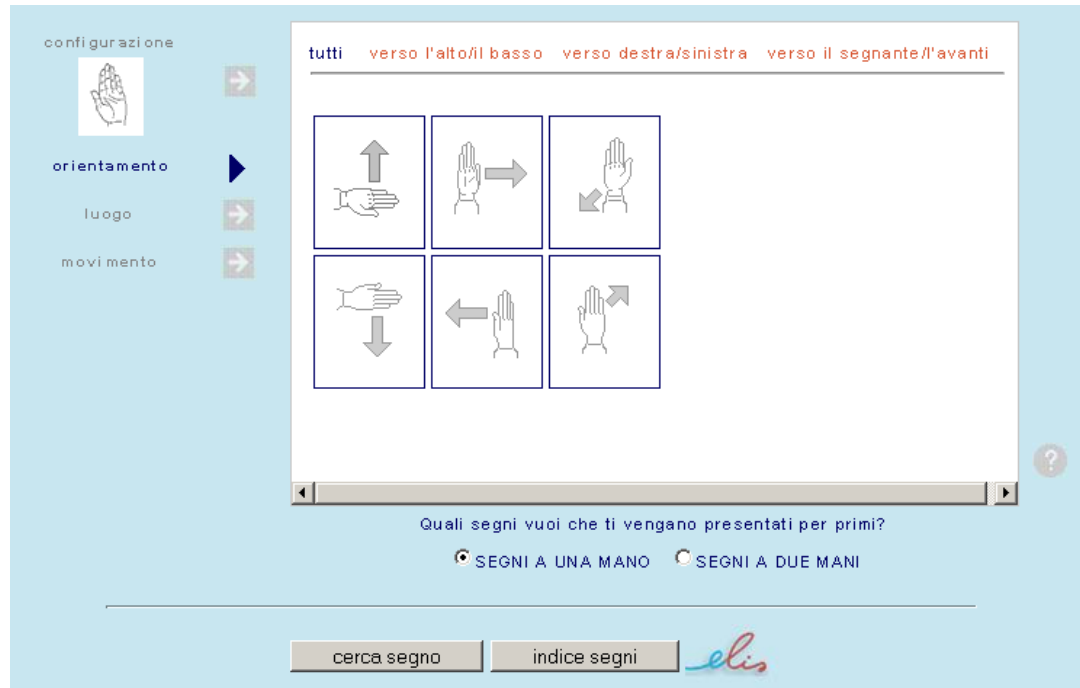 configurazione
orientamento
luogo
movimento
tutti verso l'alto/il basso verso destra/sinistra verso il segnante/l'avanti
Quali segni vuoi che ti vengano presentati per primi?
SEGNI A UNA MANO SEGNI A DUE MANI
?
cerca segno indice segni elis